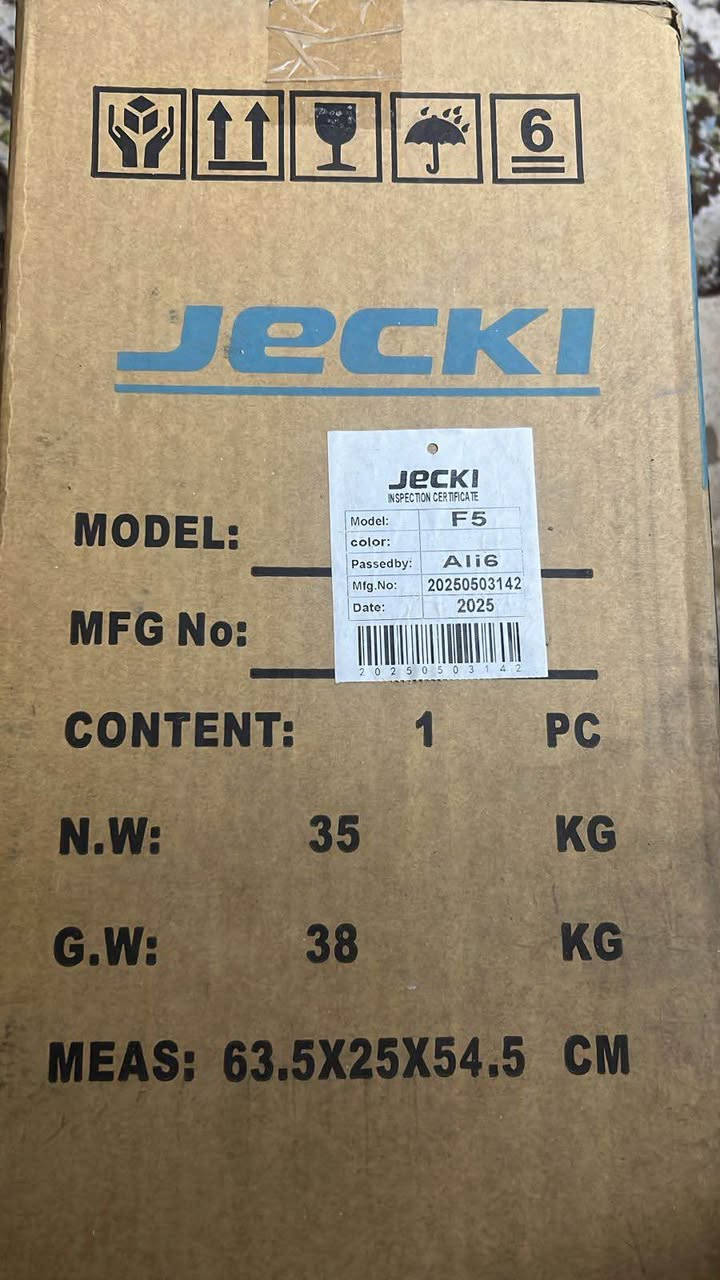 6
JECKI
JECKI
INSPECTION CERTIFICATE
Model: F5
color:
Passedby: Ali6
Mfg.No: 20250503142
Date: 2025
20250503142
MODEL:
MFG No:
CONTENT: 1 PC
N.W: 35 KG
G.W: 38 KG
MEAS: 63.5X25X54.5 CM